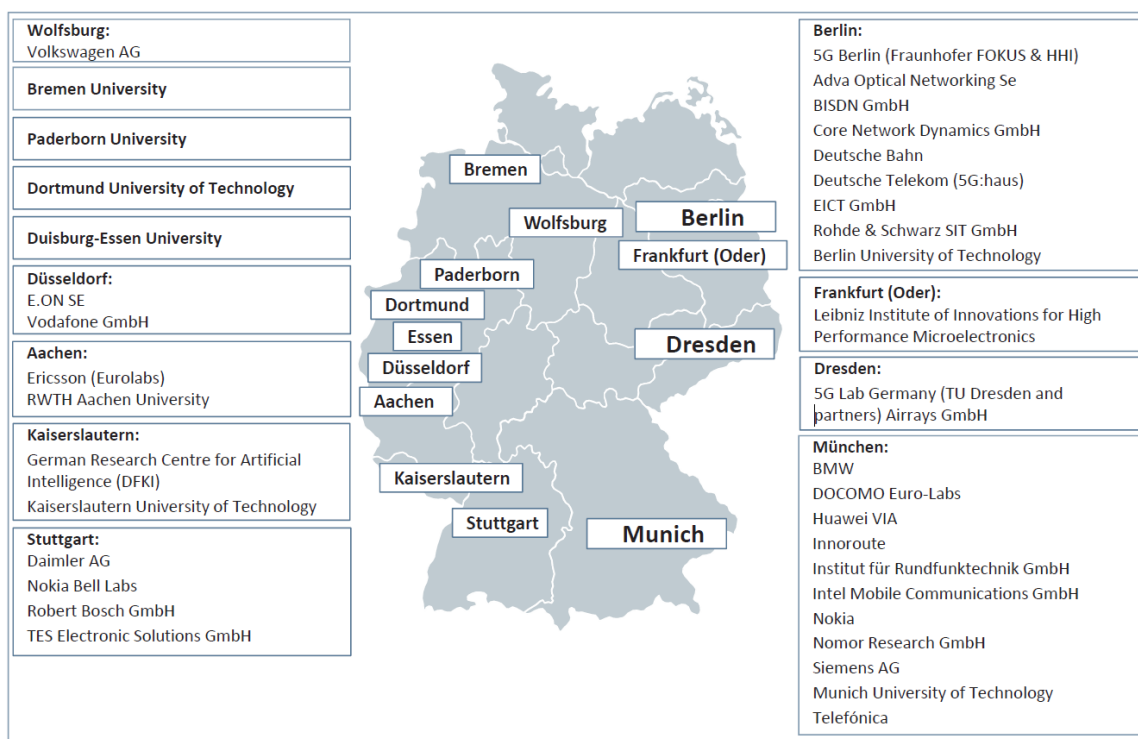 Wolfsburg:
Volkswagen AG
Bremen University
Paderborn University
Dortmund University of Technology
Duisburg-Essen University
Düsseldorf:
E.ON SE
Vodafone GmbH
Aachen:
Ericsson (Eurolabs)
RWTH Aachen University
Kaiserslautern:
German Research Centre for Artificial
Intelligence (DFKI)
Kaiserslautern University of Technology
Stuttgart:
Daimler AG
Nokia Bell Labs
Robert Bosch GmbH
TES Electronic Solutions GmbH
Bremen
Wolfsburg
Berlin
Frankfurt (Oder)
Paderborn
Dortmund
Essen
Dresden
Düsseldorf
Aachen
Kaiserslautern
Stuttgart
Munich
Berlin:
5G Berlin (Fraunhofer FOKUS & HHI)
Adva Optical Networking Se
BISDN GmbH
Core Network Dynamics GmbH
Deutsche Bahn
Deutsche Telekom (5G:haus)
EICT GmbH
Rohde & Schwarz SIT GmbH
Berlin University of Technology
Frankfurt (Oder):
Leibniz Institute of Innovations for High
Performance Microelectronics
Dresden:
5G Lab Germany (TU Dresden and
partners) Airrays GmbH
München:
BMW
DOCOMO Euro-Labs
Huawei VIA
Innoroute
Institut für Rundfunktechnik GmbH
Intel Mobile Communications GmbH
Nokia
Nomor Research GmbH
Siemens AG
Munich University of Technology
Telefónica